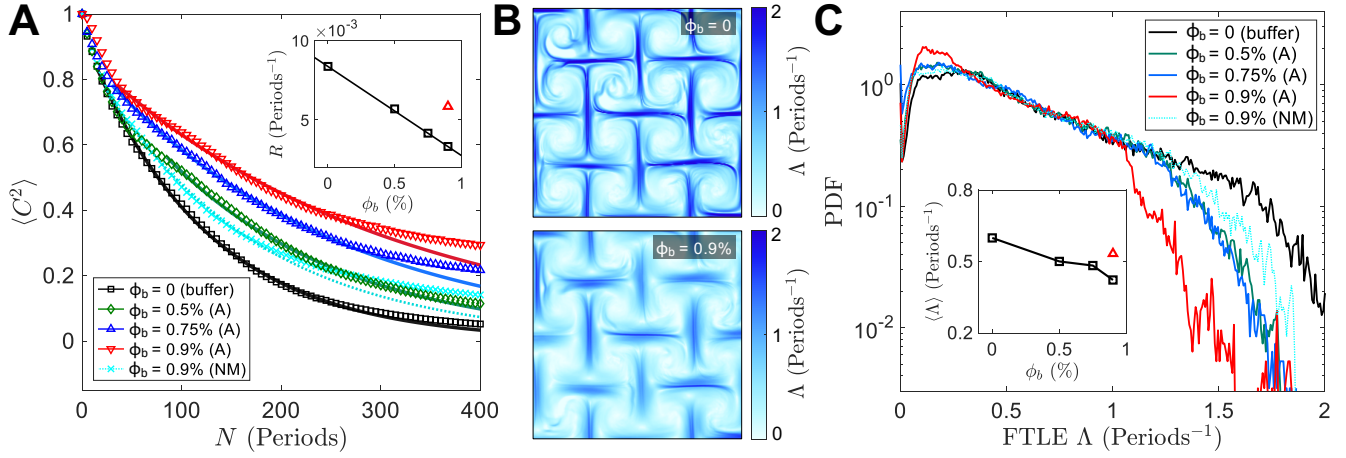 A
⟨C²⟩
1
0.8
0.6
0.4
0.2
0
0
100
200
300
400
N (Periods)
ϕb = 0 (buffer)
ϕb = 0.5% (A)
ϕb = 0.75% (A)
ϕb = 0.9% (A)
ϕb = 0.9% (NM)
×10⁻³
10
5
R (Periods⁻¹)
0
0.5
1
ϕb (%)
B
ϕb = 0
2
1
0
Λ (Periods⁻¹)
ϕb = 0.9%
2
1
0
Λ (Periods⁻¹)
C
PDF
10⁰
10⁻¹
10⁻²
0
0.5
1
1.5
2
FTLE Λ (Periods⁻¹)
ϕb = 0 (buffer)
ϕb = 0.5% (A)
ϕb = 0.75% (A)
ϕb = 0.9% (A)
ϕb = 0.9% (NM)
0.8
0.5
0.2
⟨Λ⟩ (Periods⁻¹)
0
0.5
1
ϕb (%)